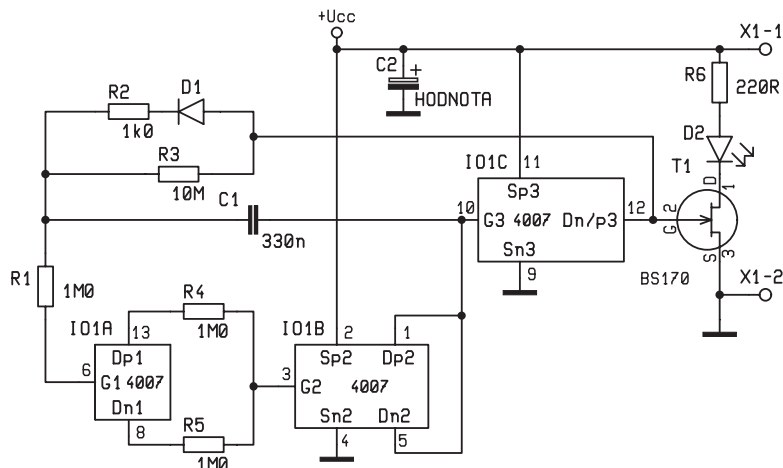 +Ucc
X1-1
C2
+
HODNOTA
R6
220R
R2
D1
1k0
D2
R3
10M
IO1C
11
T1
Sp3
D
1
C1
10
G3 4007 Dn/p3
12
G
2
330n
Sn3
S
3
9
BS170
X1-2
R1
1M0
R4
IO1A
13
1M0
IO1B
2
1
Dp1
Sp2
Dp2
6
G1 4007
3
G2
4007
Dn1
Sn2
Dn2
8
R5
4
5
1M0